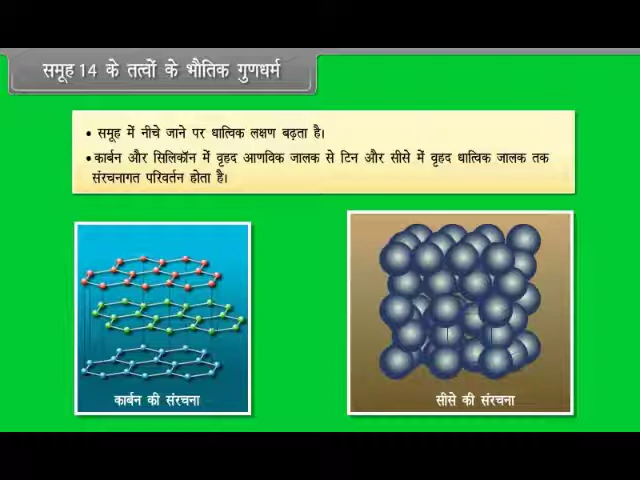 समूह 14 के तत्वों के भौतिक गुणधर्म
• समूह में नीचे जाने पर धात्विक लक्षण बढ़ता है।
• कार्बन और सिलिकॉन में वृहद आणविक जालक से टिन और सीसे में वृहद धात्विक जालक तक
संरचनागत परिवर्तन होता है।
कार्बन की संरचना
सीसे की संरचना